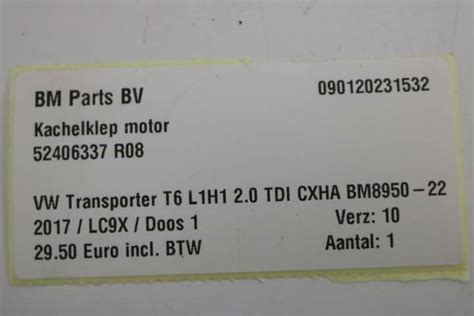 BM Parts BV 090120231532
Kachelklep motor
52406337 R08
VW Transporter T6 L1H1 2.0 TDI CXHA BM8950-22
2017 / LC9X / Doos 1 Verz: 10
29.50 Euro incl. BTW Aantal: 1